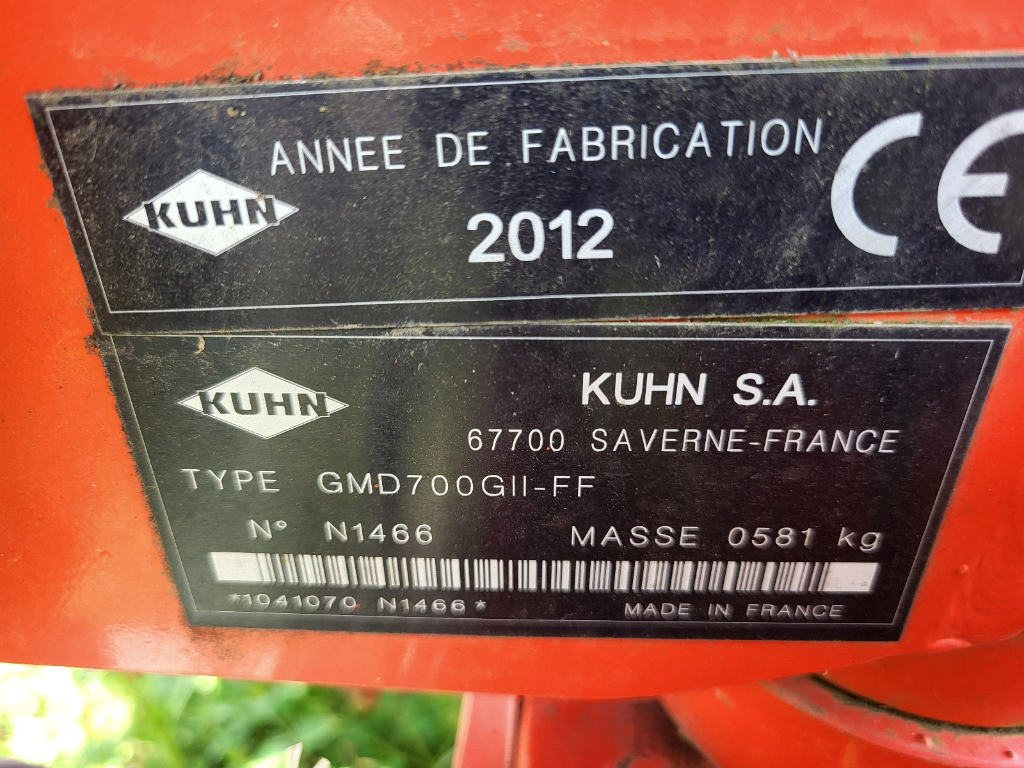 ANNEE DE FABRICATION
KUHN
2012
CE
KUHN
KUHN S.A.
67700 SAVERNE-FRANCE
TYPE GMD700GII-FF
N° N1466 MASSE 0581 kg
*1041070 N1466*
MADE IN FRANCE